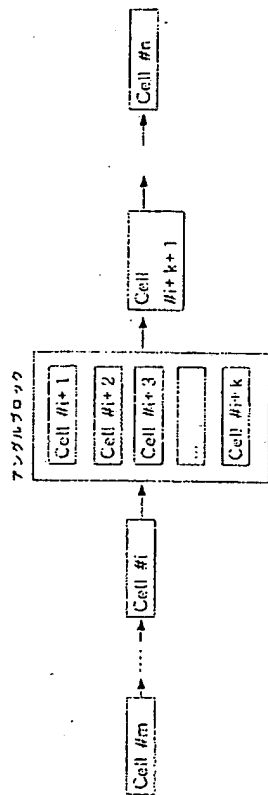 アングルブロック
Cell #m
.....
Cell #i
Cell #i+1
Cell #i+2
Cell #i+3
...
Cell #i+k
Cell
#i+k+1
Cell #n